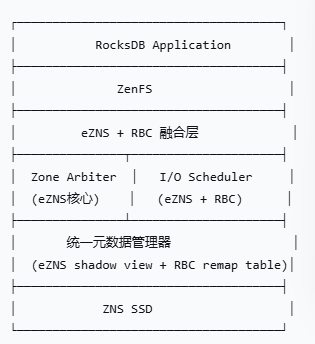 RocksDB Application
ZenFS
eZNS + RBC 融合层
Zone Arbiter I/O Scheduler
(eZNS核心) (eZNS + RBC)
统一元数据管理器
(eZNS shadow view + RBC remap table)
ZNS SSD